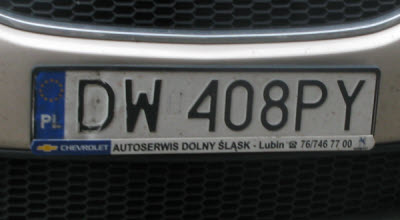 PL DW 408PY
CHEVROLET AUTOSERWIS DOLNY ŚLĄSK - Lubin ☎ 76/746 77 00